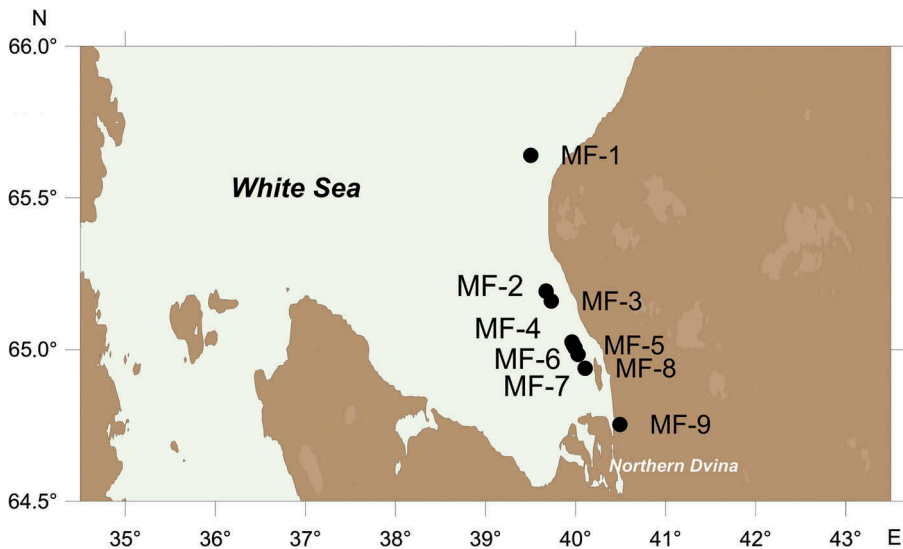 N
66.0°
MF-1
White Sea
65.5°
MF-2
MF-3
MF-4
65.0°
MF-5
MF-6
MF-8
MF-7
MF-9
Northern Dvina
64.5°
35° 36° 37° 38° 39° 40° 41° 42° 43° E